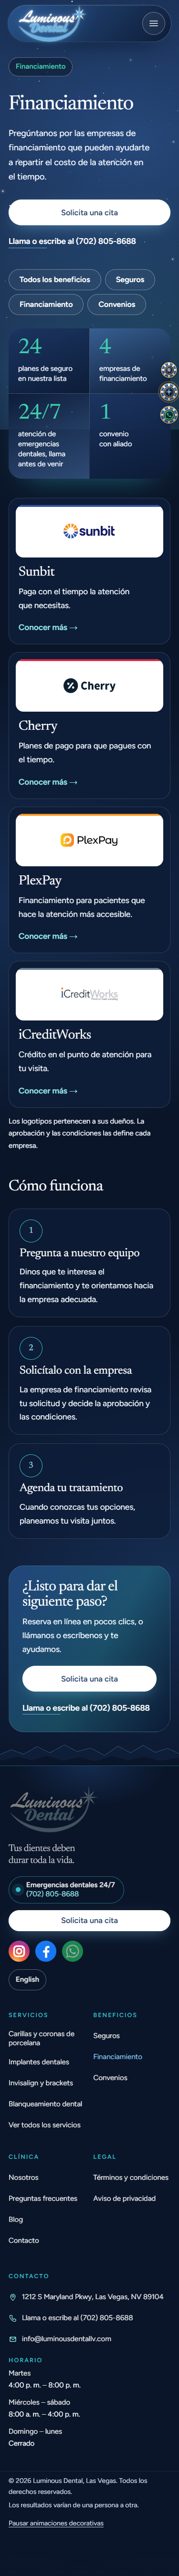 Luminous
Dental
Financiamiento
Financiamiento
Pregúntanos por las empresas de
financiamiento que pueden ayudarte
a repartir el costo de la atención en
el tiempo.
Solicita una cita
Llama o escribe al (702) 805-8688
Todos los beneficios
Seguros
Financiamiento
Convenios
24
planes de seguro
en nuestra lista
4
empresas de
financiamiento
24/7
atención de
emergencias
dentales, llama
antes de venir
1
convenio
con aliado
sunbit
Sunbit
Paga con el tiempo la atención
que necesitas.
Conocer más →
Cherry
Cherry
Planes de pago para que pagues con
el tiempo.
Conocer más →
PlexPay
PlexPay
Financiamiento para pacientes que
hace la atención más accesible.
Conocer más →
iCreditWorks
iCreditWorks
Crédito en el punto de atención para
tu visita.
Conocer más →
Los logotipos pertenecen a sus dueños. La
aprobación y las condiciones las define cada
empresa.
Cómo funciona
1
Pregunta a nuestro equipo
Dinos que te interesa el
financiamiento y te orientamos hacia
la empresa adecuada.
2
Solicítalo con la empresa
La empresa de financiamiento revisa
tu solicitud y decide la aprobación y
las condiciones.
3
Agenda tu tratamiento
Cuando conozcas tus opciones,
planeamos tu visita juntos.
¿Listo para dar el
siguiente paso?
Reserva en línea en pocos clics, o
llámanos o escríbenos y te
ayudamos.
Solicita una cita
Llama o escribe al (702) 805-8688
Luminous
Dental
Tus dientes deben
durar toda la vida.
Emergencias dentales 24/7
(702) 805-8688
Solicita una cita
English
SERVICIOS
Carillas y coronas de
porcelana
Implantes dentales
Invisalign y brackets
Blanqueamiento dental
Ver todos los servicios
BENEFICIOS
Seguros
Financiamiento
Convenios
CLÍNICA
Nosotros
Preguntas frecuentes
Blog
Contacto
LEGAL
Términos y condiciones
Aviso de privacidad
CONTACTO
1212 S Maryland Pkwy, Las Vegas, NV 89104
Llama o escribe al (702) 805-8688
info@luminousdentallv.com
HORARIO
Martes
4:00 p. m. – 8:00 p. m.
Miércoles – sábado
8:00 a. m. – 4:00 p. m.
Domingo – lunes
Cerrado
© 2026 Luminous Dental, Las Vegas. Todos los
derechos reservados.
Los resultados varían de una persona a otra.
Pausar animaciones decorativas